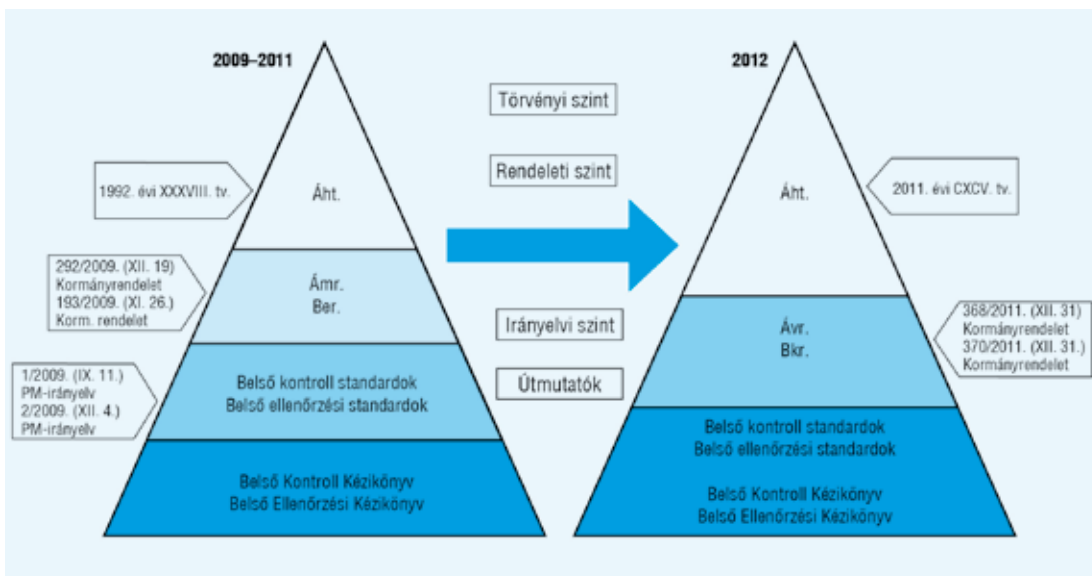 2009–2011
1992. évi XXXVIII. tv.
Áht.
292/2009. (XII. 19)
Kormányrendelet
193/2009. (XI. 26.)
Korm. rendelet
Ámr.
Ber.
1/2009. (IX. 11.)
PM-irányelv
2/2009. (XII. 4.)
PM-irányelv
Belső kontroll standardok
Belső ellenőrzési standardok
Belső Kontroll Kézikönyv
Belső Ellenőrzési Kézikönyv
Törvényi szint
Rendeleti szint
Irányelvi szint
Útmutatók
2012
Áht.
2011. évi CXCV. tv.
Ávr.
Bkr.
368/2011. (XII. 31)
Kormányrendelet
370/2011. (XII. 31.)
Kormányrendelet
Belső kontroll standardok
Belső ellenőrzési standardok
Belső Kontroll Kézikönyv
Belső Ellenőrzési Kézikönyv